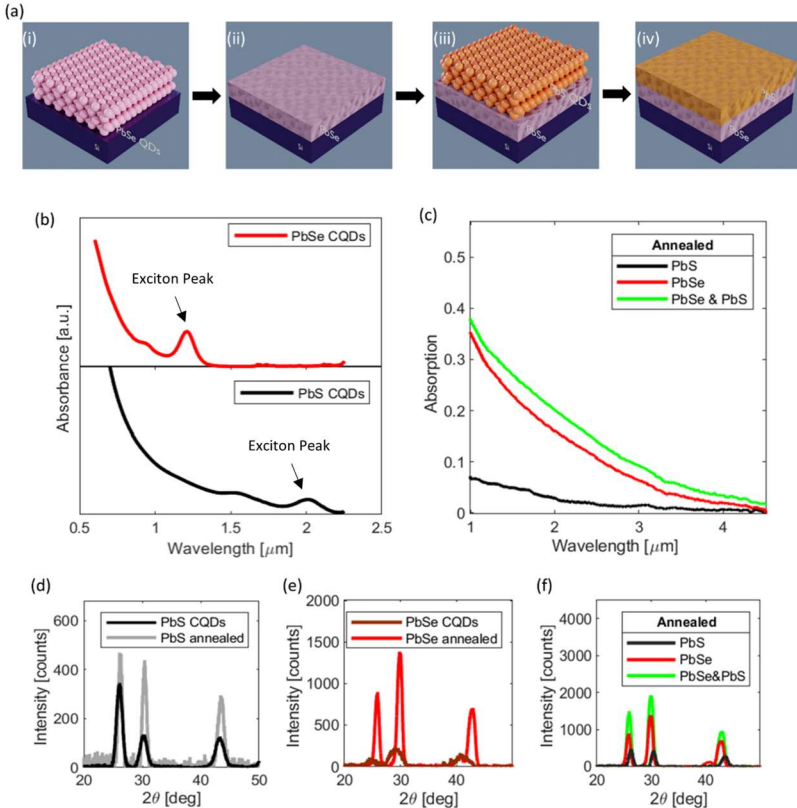 (a)
(i)
(ii)
(iii)
(iv)
PbSe QDs
Si
PbSe
Si
PbS QDs
PbSe
Si
PbSe
Si
(b)
PbSe CQDs
Exciton Peak
PbS CQDs
Exciton Peak
Absorbance [a.u.]
0.5
1
1.5
2
2.5
Wavelength [μm]
(c)
Annealed
PbS
PbSe
PbSe & PbS
Absorption
0.5
0.4
0.3
0.2
0.1
0
1
2
3
4
Wavelength [μm]
(d)
PbS CQDs
PbS annealed
Intensity [counts]
600
400
200
0
20
30
40
50
2θ [deg]
(e)
PbSe CQDs
PbSe annealed
Intensity [counts]
2000
1500
1000
500
0
20
30
40
2θ [deg]
(f)
Annealed
PbS
PbSe
PbSe&PbS
Intensity [counts]
4000
3000
2000
1000
0
20
30
40
2θ [deg]